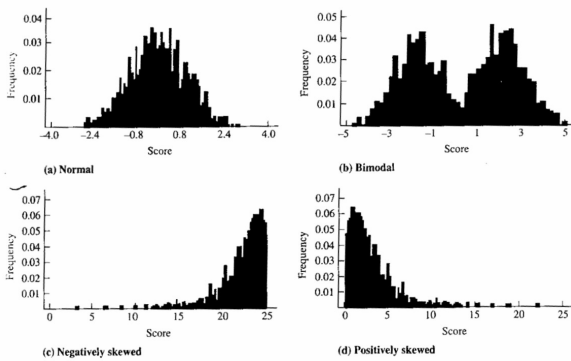 0.04
0.03
0.02
0.01
Frequency
-4.0 -2.4 -0.8 0.8 2.4 4.0
Score
(a) Normal
0.05
0.04
0.03
0.02
0.01
Frequency
-5 -3 -1 1 3 5
Score
(b) Bimodal
0.07
0.06
0.05
0.04
0.03
0.02
0.01
Frequency
0 5 10 15 20 25
Score
(c) Negatively skewed
0.07
0.06
0.05
0.04
0.03
0.02
0.01
Frequency
0 5 10 15 20 25
Score
(d) Positively skewed